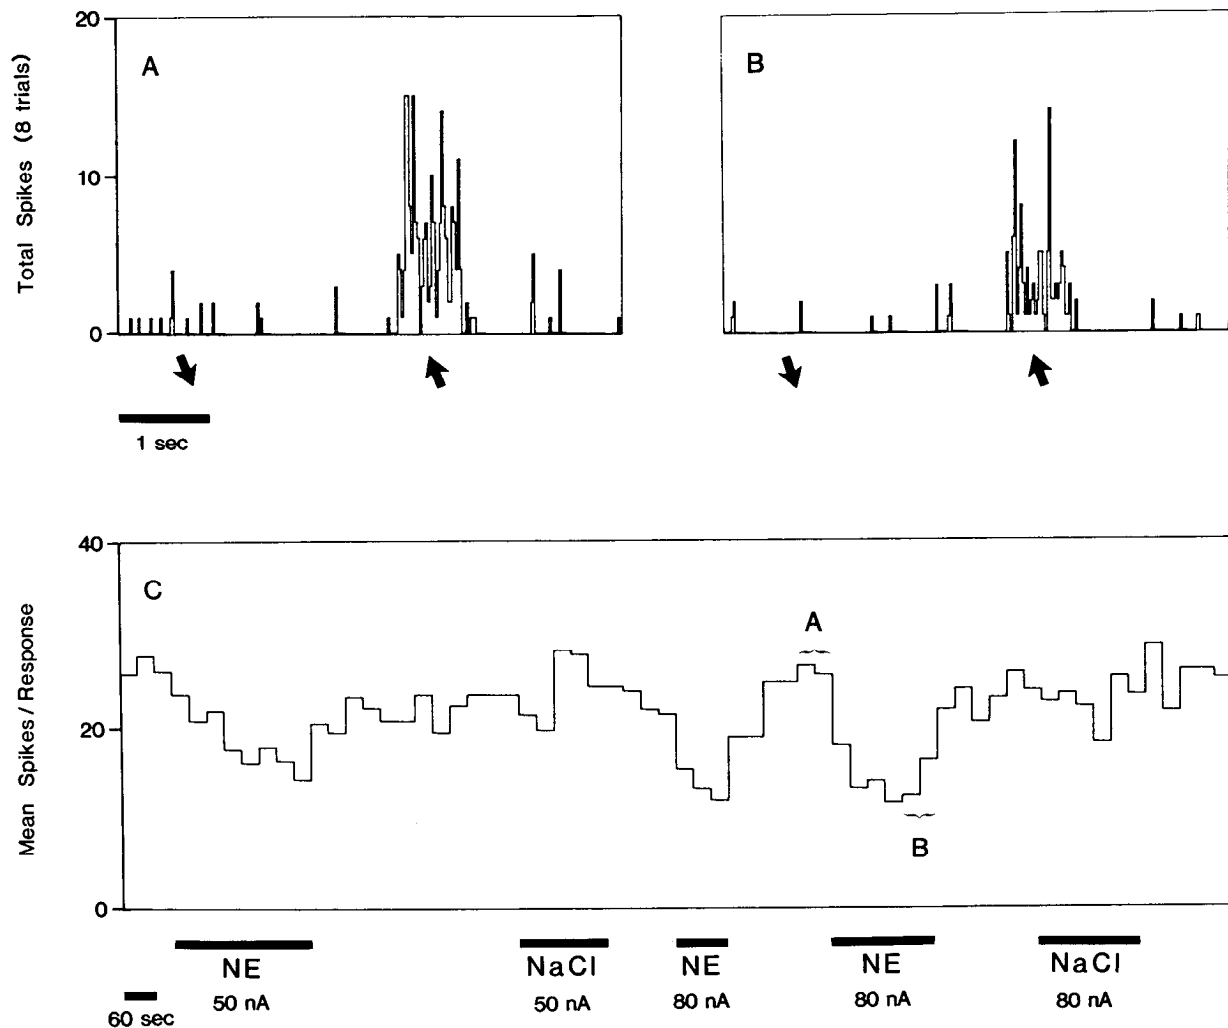 20
A
B
Total Spikes (8 trials)
10
0
1 sec
40
C
A
Mean Spikes/Response
20
B
0
NE
NaCl
NE
NE
NaCl
60 sec
50 nA
50 nA
80 nA
80 nA
80 nA